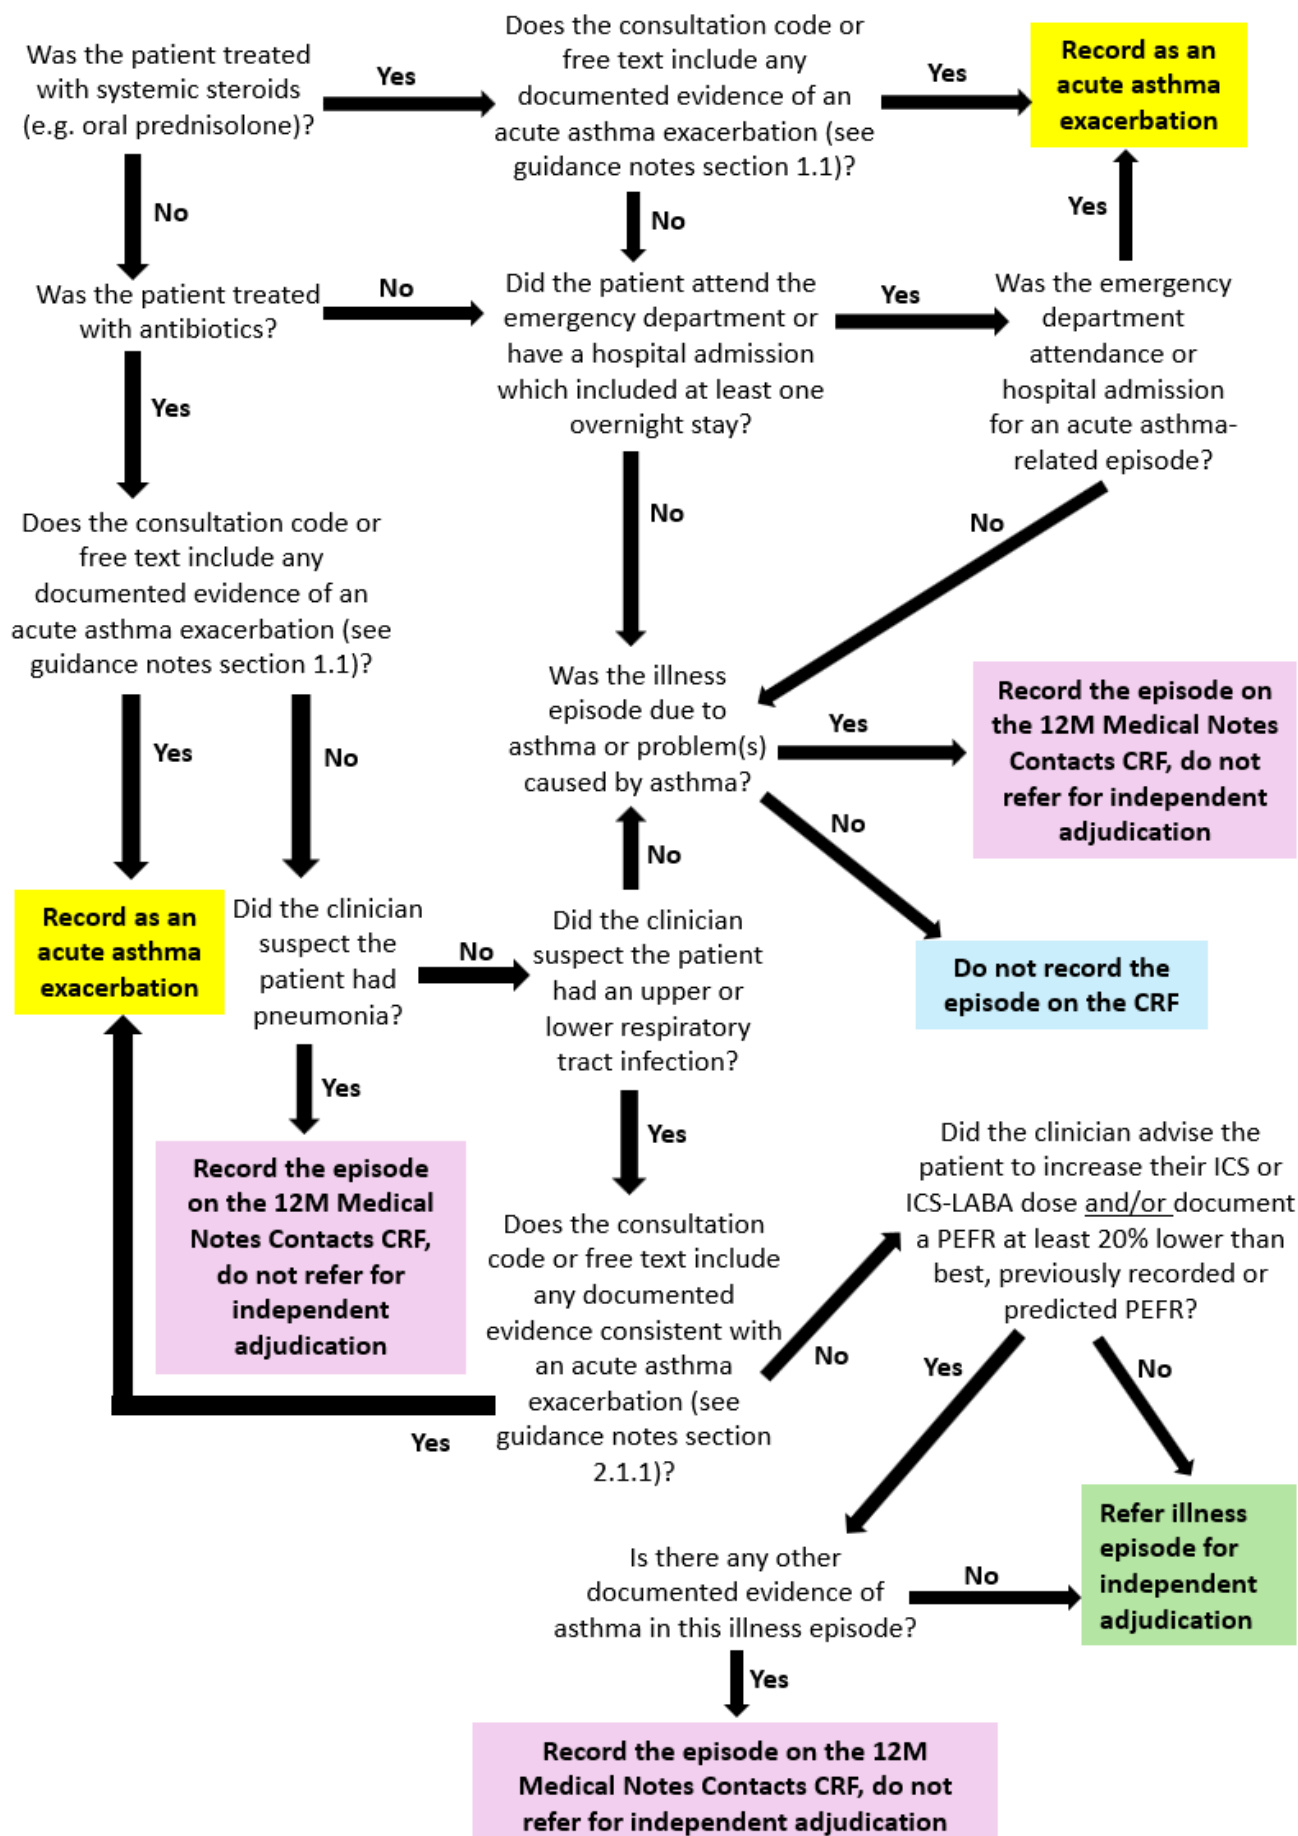 Was the patient treated
with systemic steroids
(e.g. oral prednisolone)?
Yes
Does the consultation code or
free text include any
documented evidence of an
acute asthma exacerbation (see
guidance notes section 1.1)?
Yes
Record as an
acute asthma
exacerbation
No
No
Yes
Was the patient treated
with antibiotics?
No
Did the patient attend the
emergency department or
have a hospital admission
which included at least one
overnight stay?
Yes
Was the emergency
department
attendance or
hospital admission
for an acute asthma-
related episode?
Yes
No
No
Does the consultation code or
free text include any
documented evidence of an
acute asthma exacerbation (see
guidance notes section 1.1)?
Was the illness
episode due to
asthma or problem(s)
caused by asthma?
Yes
Record the episode on
the 12M Medical Notes
Contacts CRF, do not
refer for independent
adjudication
Yes
No
No
No
Record as an
acute asthma
exacerbation
Did the clinician
suspect the
patient had
pneumonia?
No
Did the clinician
suspect the patient
had an upper or
lower respiratory
tract infection?
Do not record the
episode on the CRF
Yes
Yes
Record the episode
on the 12M Medical
Notes Contacts CRF,
do not refer for
independent
adjudication
Does the consultation
code or free text include
any documented
evidence consistent with
an acute asthma
exacerbation (see
guidance notes section
2.1.1)?
Did the clinician advise the
patient to increase their ICS or
ICS-LABA dose and/or document
a PEFR at least 20% lower than
best, previously recorded or
predicted PEFR?
No
Yes
Yes
No
Is there any other
documented evidence of
asthma in this illness episode?
No
Refer illness
episode for
independent
adjudication
Yes
Record the episode on the 12M
Medical Notes Contacts CRF, do not
refer for independent adjudication